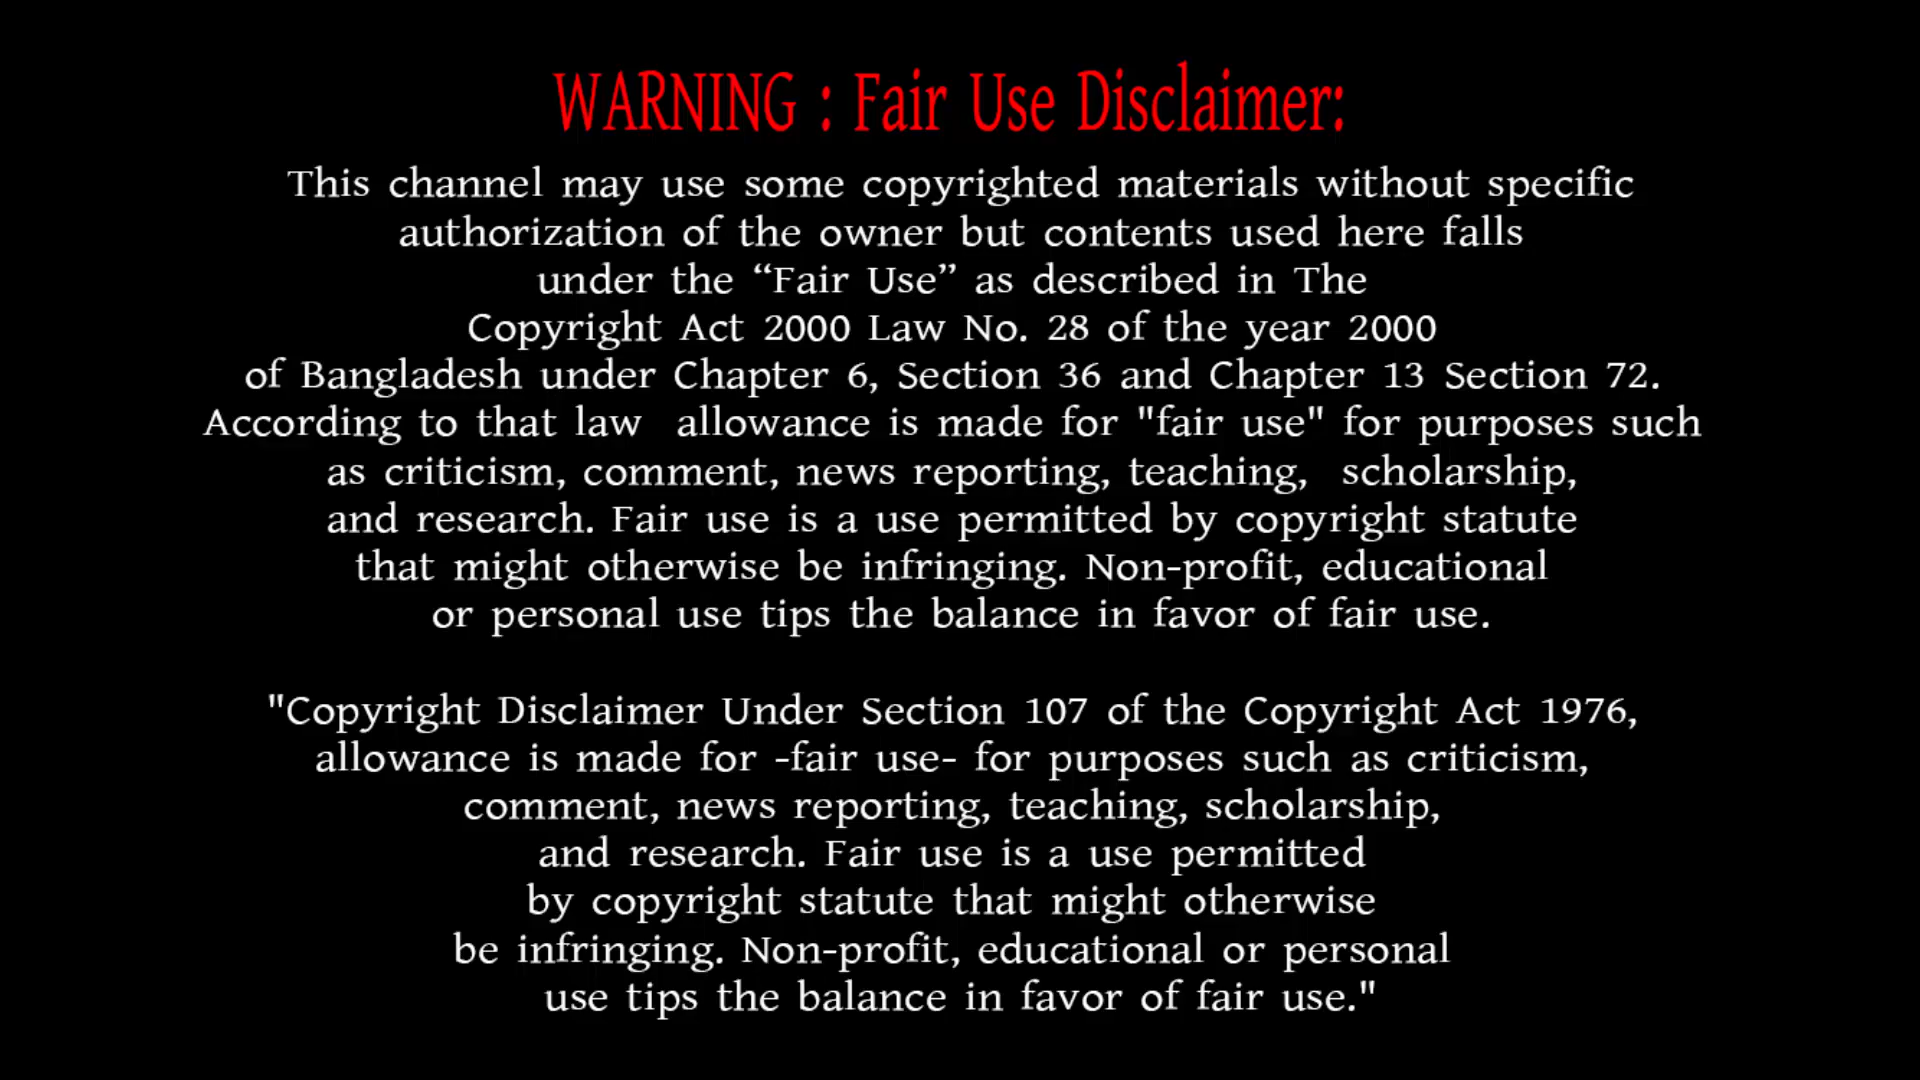 WARNING : Fair Use Disclaimer:
This channel may use some copyrighted materials without specific
authorization of the owner but contents used here falls
under the “Fair Use” as described in The
Copyright Act 2000 Law No. 28 of the year 2000
of Bangladesh under Chapter 6, Section 36 and Chapter 13 Section 72.
According to that law  allowance is made for "fair use" for purposes such
as criticism, comment, news reporting, teaching,  scholarship,
and research. Fair use is a use permitted by copyright statute
that might otherwise be infringing. Non-profit, educational
or personal use tips the balance in favor of fair use.
"Copyright Disclaimer Under Section 107 of the Copyright Act 1976,
allowance is made for -fair use- for purposes such as criticism,
comment, news reporting, teaching, scholarship,
and research. Fair use is a use permitted
by copyright statute that might otherwise
be infringing. Non-profit, educational or personal
use tips the balance in favor of fair use."